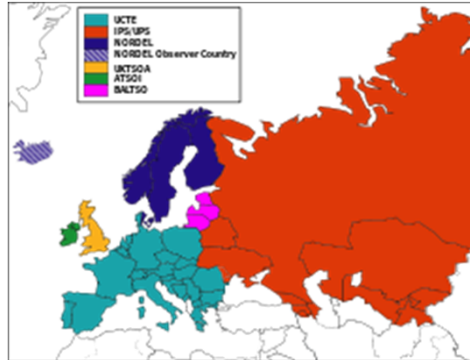 UCTE
IPS/UPS
NORDEL
NORDEL Observer Country
UKTSOA
ATSOI
BALTSO